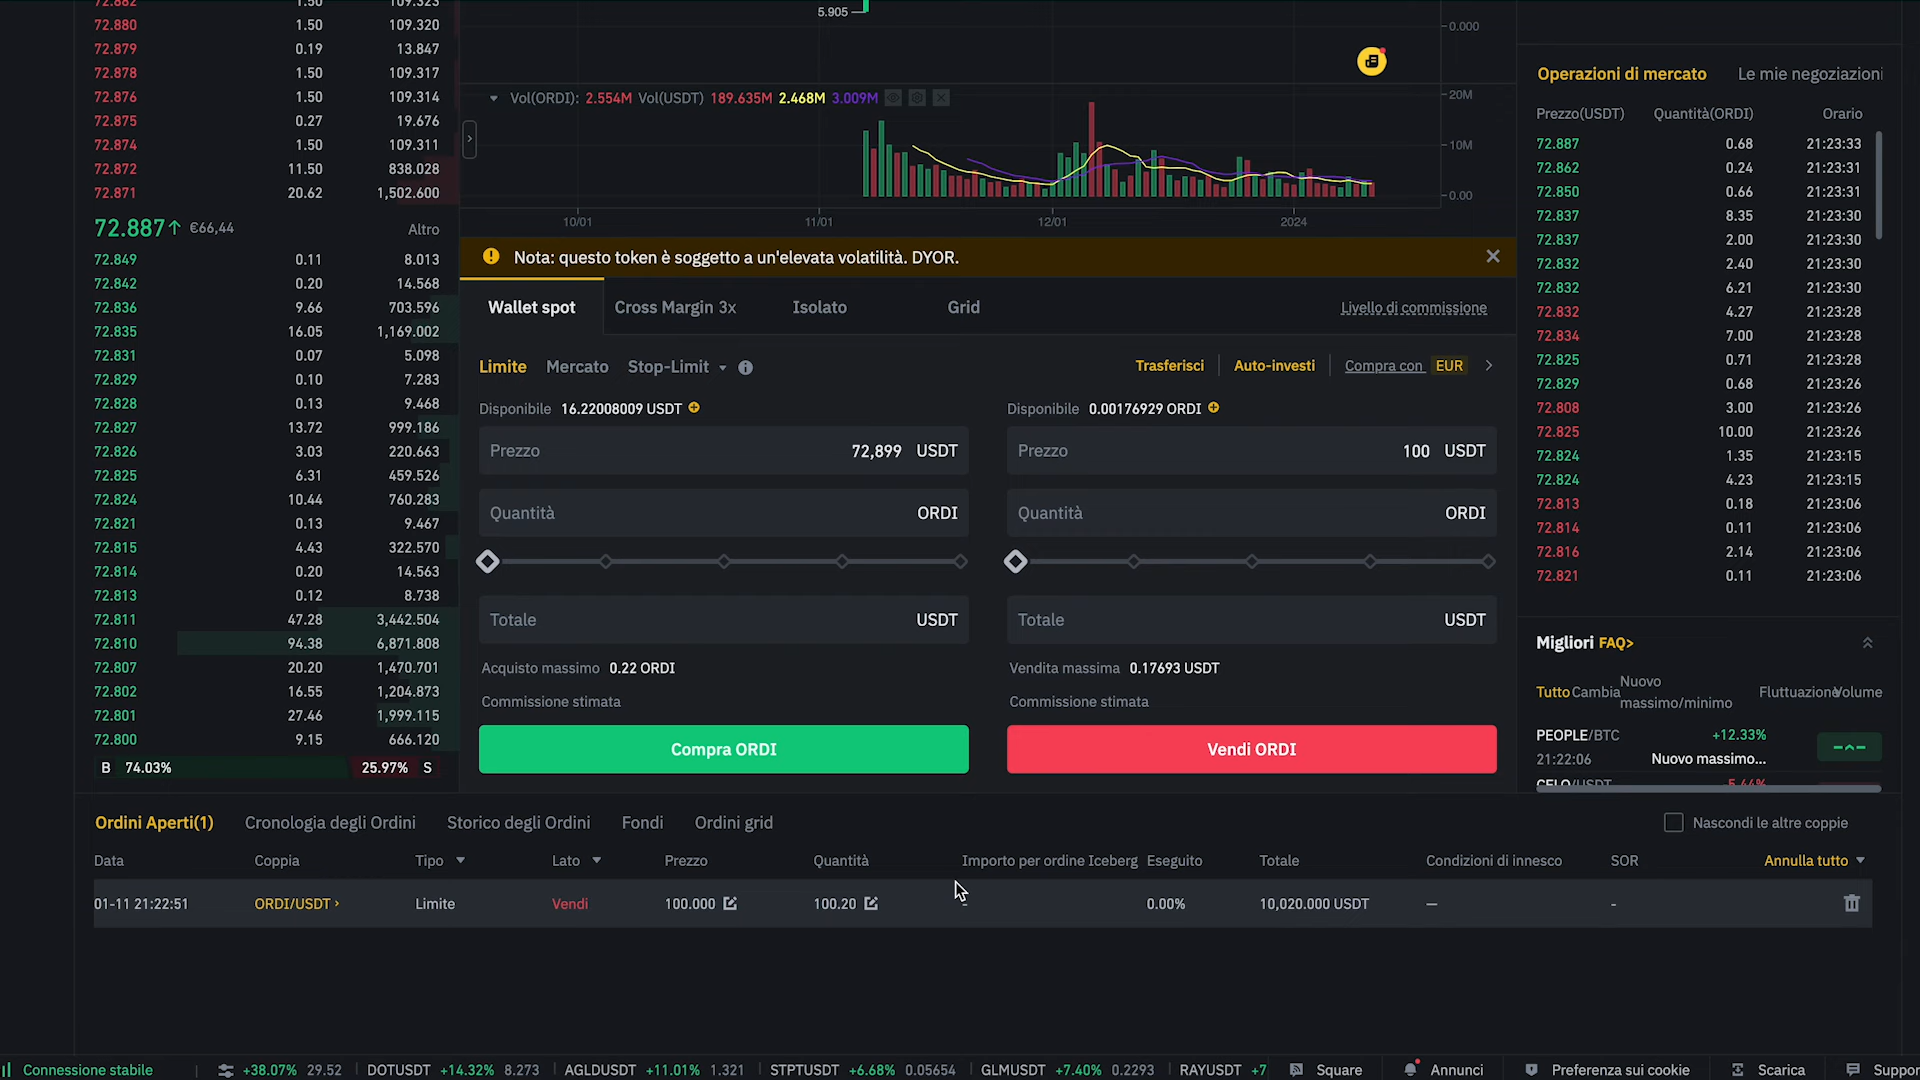 72.882 1.50 109.323
72.880 1.50 109.320
72.879 0.19 13.847
72.878 1.50 109.317
72.876 1.50 109.314
72.875 0.27 19.676
72.874 1.50 109.311
72.872 11.50 838.028
72.871 20.62 1,502.600
72.887↑ €66,44 Altro
72.849 0.11 8.013
72.842 0.20 14.568
72.836 9.66 703.596
72.835 16.05 1,169.002
72.831 0.07 5.098
72.829 0.10 7.283
72.828 0.13 9.468
72.827 13.72 999.186
72.826 3.03 220.663
72.825 6.31 459.526
72.824 10.44 760.283
72.821 0.13 9.467
72.815 4.43 322.570
72.814 0.20 14.563
72.813 0.12 8.738
72.811 47.28 3,442.504
72.810 94.38 6,871.808
72.807 20.20 1,470.701
72.802 16.55 1,204.873
72.801 27.46 1,999.115
72.800 9.15 666.120
B 74.03% 25.97% S
5.905
0.000
Vol(ORDI): 2.554M Vol(USDT) 189.635M 2.468M 3.009M
20M
10M
0.00
10/01 11/01 12/01 2024
Nota: questo token è soggetto a un'elevata volatilità. DYOR.
Wallet spot Cross Margin 3x Isolato Grid Livello di commissione
Limite Mercato Stop-Limit Trasferisci Auto-investi Compra con EUR
Disponibile 16.22008009 USDT
Prezzo 72,899 USDT
Quantità ORDI
Totale USDT
Acquisto massimo 0.22 ORDI
Commissione stimata
Compra ORDI
Disponibile 0.00176929 ORDI
Prezzo 100 USDT
Quantità ORDI
Totale USDT
Vendita massima 0.17693 USDT
Commissione stimata
Vendi ORDI
Operazioni di mercato Le mie negoziazioni
Prezzo(USDT) Quantità(ORDI) Orario
72.887 0.68 21:23:33
72.862 0.24 21:23:31
72.850 0.66 21:23:31
72.837 8.35 21:23:30
72.837 2.00 21:23:30
72.832 2.40 21:23:30
72.832 6.21 21:23:30
72.832 4.27 21:23:28
72.834 7.00 21:23:28
72.825 0.71 21:23:28
72.829 0.68 21:23:26
72.808 3.00 21:23:26
72.825 10.00 21:23:26
72.824 1.35 21:23:15
72.824 4.23 21:23:15
72.813 0.18 21:23:06
72.814 0.11 21:23:06
72.816 2.14 21:23:06
72.821 0.11 21:23:06
Migliori FAQ>
Tutto Cambia Nuovo massimo/minimo Fluttuazione Volume
PEOPLE/BTC +12.33%
21:22:06 Nuovo massimo...
CELO/USDT -5.44%
Ordini Aperti(1) Cronologia degli Ordini Storico degli Ordini Fondi Ordini grid Nascondi le altre coppie
Data Coppia Tipo Lato Prezzo Quantità Importo per ordine Iceberg Eseguito Totale Condizioni di innesco SOR Annulla tutto
01-11 21:22:51 ORDI/USDT › Limite Vendi 100.000 100.20 - 0.00% 10,020.000 USDT — -
Connessione stabile +38.07% 29.52 DOTUSDT +14.32% 8.273 AGLDUSDT +11.01% 1.321 STPTUSDT +6.68% 0.05654 GLMUSDT +7.40% 0.2293 RAYUSDT +7 Square Annunci Preferenza sui cookie Scarica Suppor